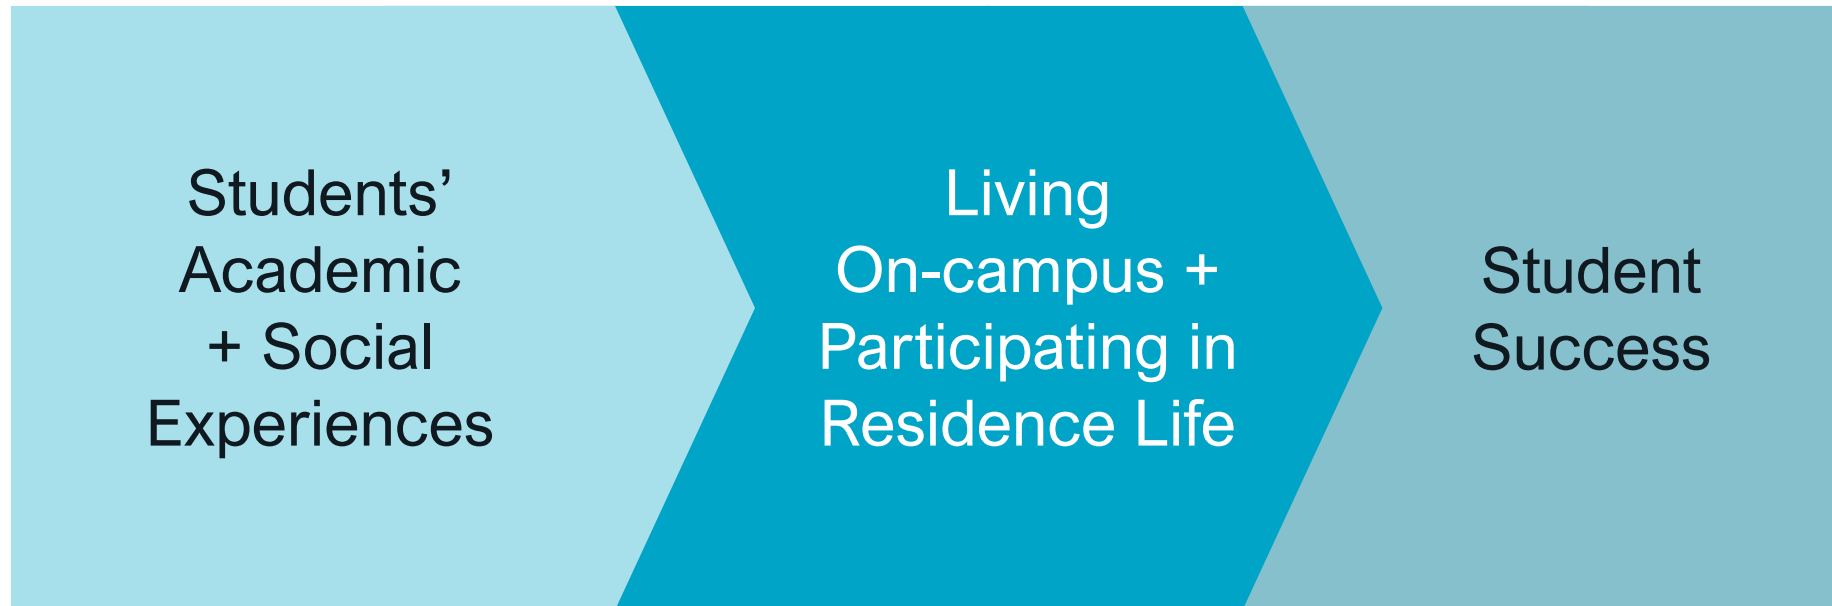 Students’
Academic
+ Social
Experiences
Living
On-campus +
Participating in
Residence Life
Student
Success